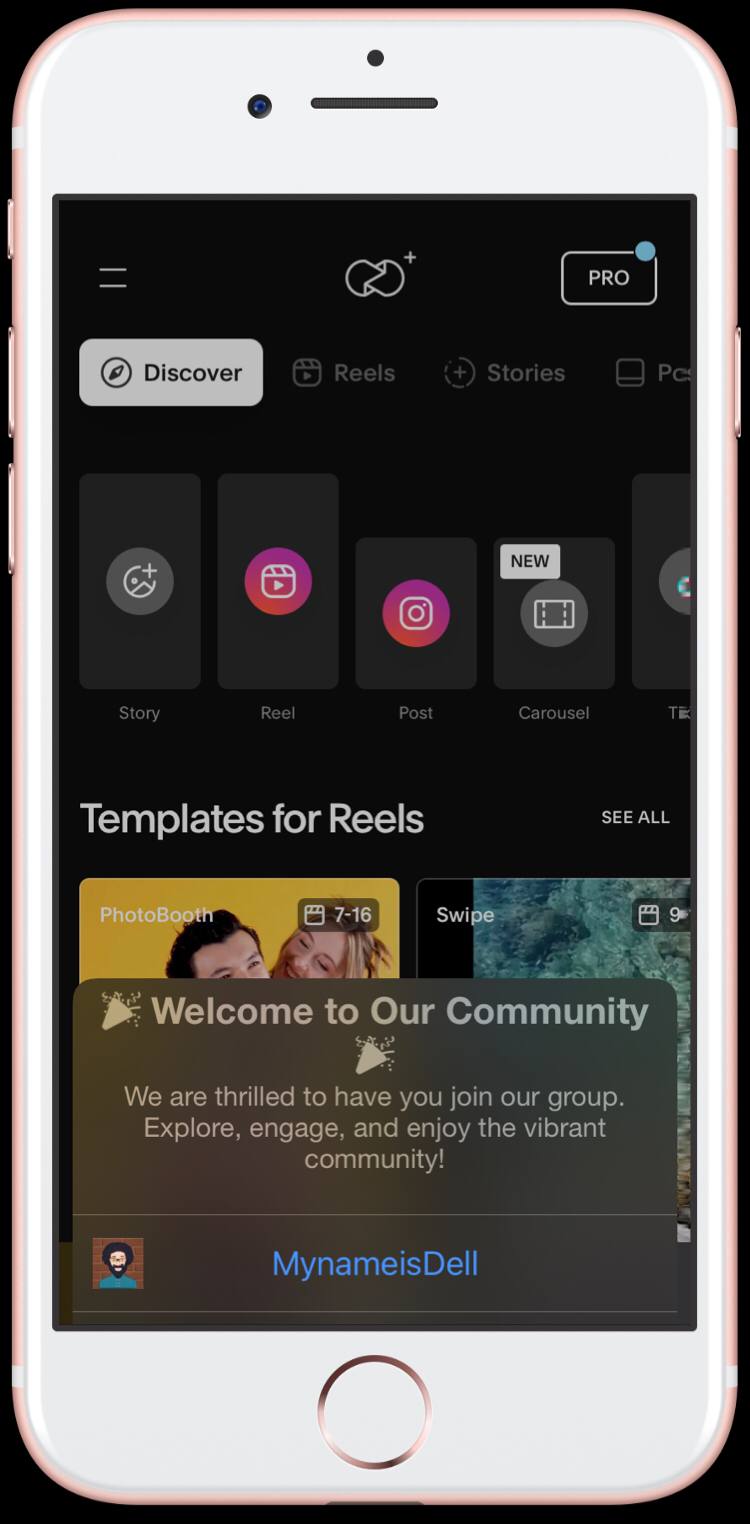 PRO
Discover
Reels
Stories
NEW
Story
Reel
Post
Carousel
Templates for Reels
SEE ALL
PhotoBooth
7-16
Swipe
🎉 Welcome to Our Community
🎉
We are thrilled to have you join our group.
Explore, engage, and enjoy the vibrant
community!
MynameisDell